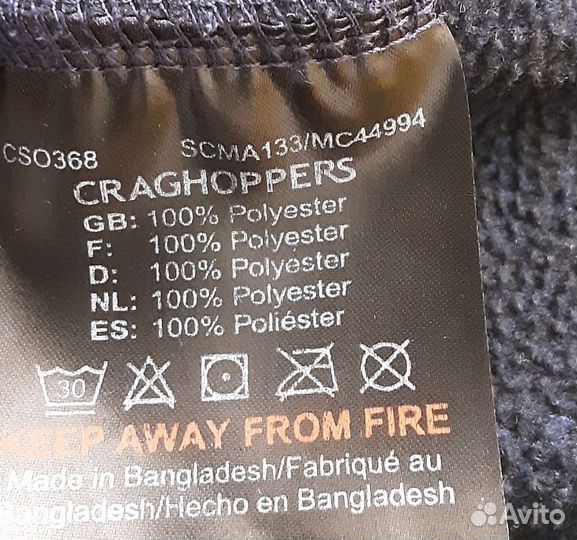 CSO368 SCMA133/MC44994
CRAGHOPPERS
GB: 100% Polyester
F: 100% Polyester
D: 100% Polyester
NL: 100% Polyester
ES: 100% Poliéster
30
KEEP AWAY FROM FIRE
Made in Bangladesh/Fabriqué au
Bangladesh/Hecho en Bangladesh
Avito